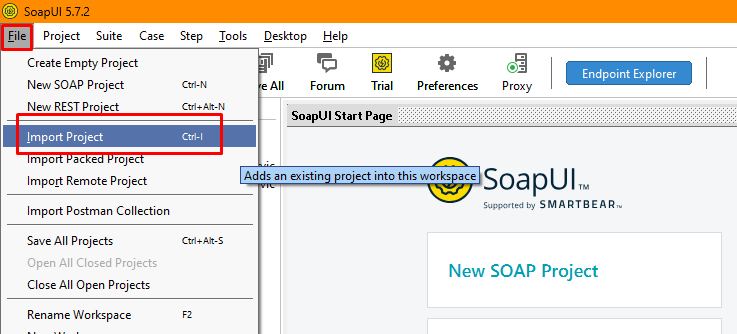 SoapUI 5.7.2
File Project Suite Case Step Tools Desktop Help
Create Empty Project
New SOAP Project Ctrl-N
New REST Project Ctrl+Alt-N
Import Project Ctrl-I
Import Packed Project
Import Remote Project
Import Postman Collection
Save All Projects Ctrl+Alt-S
Open All Closed Projects
Close All Open Projects
Rename Workspace F2
All Forum Trial Preferences Proxy
Endpoint Explorer
SoapUI Start Page
Adds an existing project into this workspace
SoapUI™
Supported by SMARTBEAR™
New SOAP Project